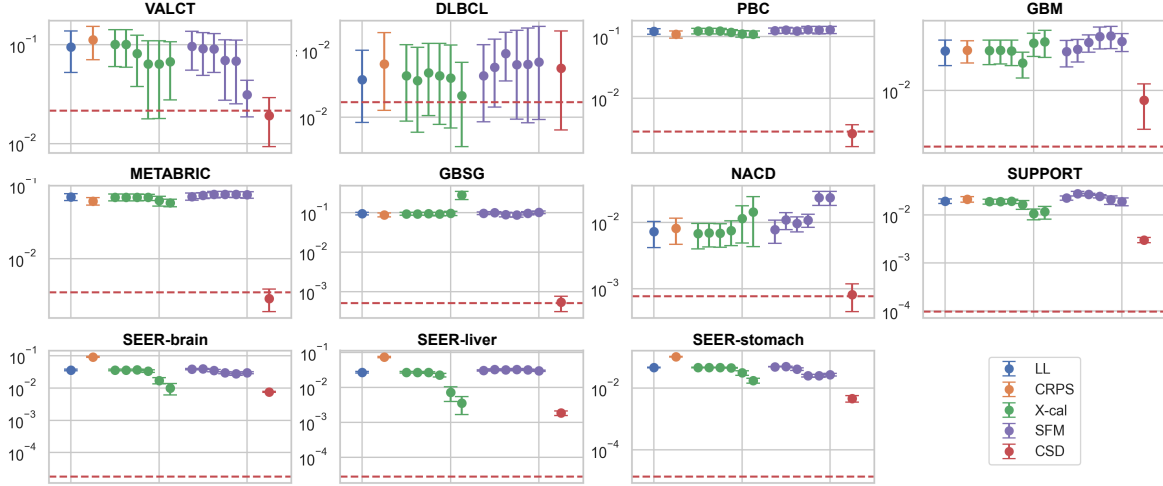 VALCT
DLBCL
PBC
GBM
10⁻¹
10⁻²
10⁻²
10⁻²
10⁻¹
10⁻²
10⁻²
METABRIC
GBSG
NACD
SUPPORT
10⁻¹
10⁻²
10⁻¹
10⁻²
10⁻³
10⁻²
10⁻³
10⁻²
10⁻³
10⁻⁴
SEER-brain
SEER-liver
SEER-stomach
10⁻¹
10⁻²
10⁻³
10⁻⁴
10⁻¹
10⁻²
10⁻³
10⁻⁴
10⁻²
10⁻⁴
LL
CRPS
X-cal
SFM
CSD